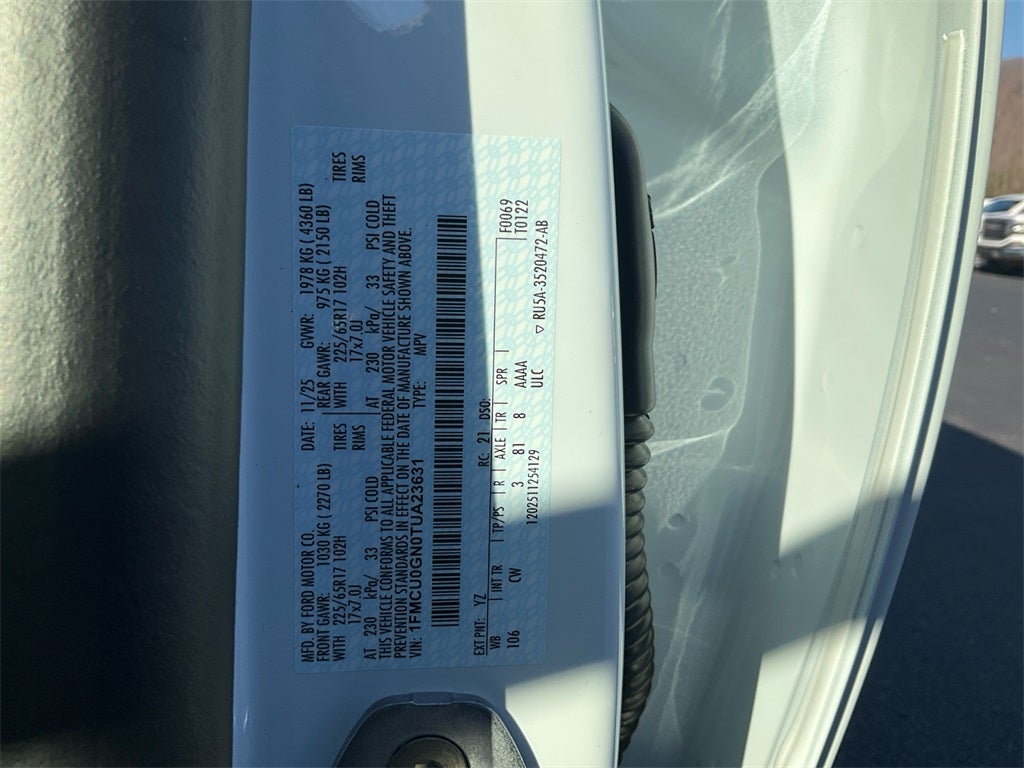 MFD. BY FORD MOTOR CO. DATE: 11/25 GVWR: 1978 KG ( 4360 LB)
FRONT GAWR: 1030 KG ( 2270 LB) REAR GAWR: 975 KG ( 2150 LB)
WITH 225/65R17 102H TIRES WITH 225/65R17 102H TIRES
17x7.0J RIMS 17x7.0J RIMS
AT 230 kPa/ 33 PSI COLD AT 230 kPa/ 33 PSI COLD
THIS VEHICLE CONFORMS TO ALL APPLICABLE FEDERAL MOTOR VEHICLE SAFETY AND THEFT
PREVENTION STANDARDS IN EFFECT ON THE DATE OF MANUFACTURE SHOWN ABOVE.
VIN: 1FMCU0GN0TUA23631 TYPE: MPV
EXT PNT: YZ RC: 21 DSO: F0069
WB INT TR TP/PS R AXLE TR SPR T0122
106 CW 3 81 8 AAAA
1202511254129 ULC ▽ RU5A-3520472-AB